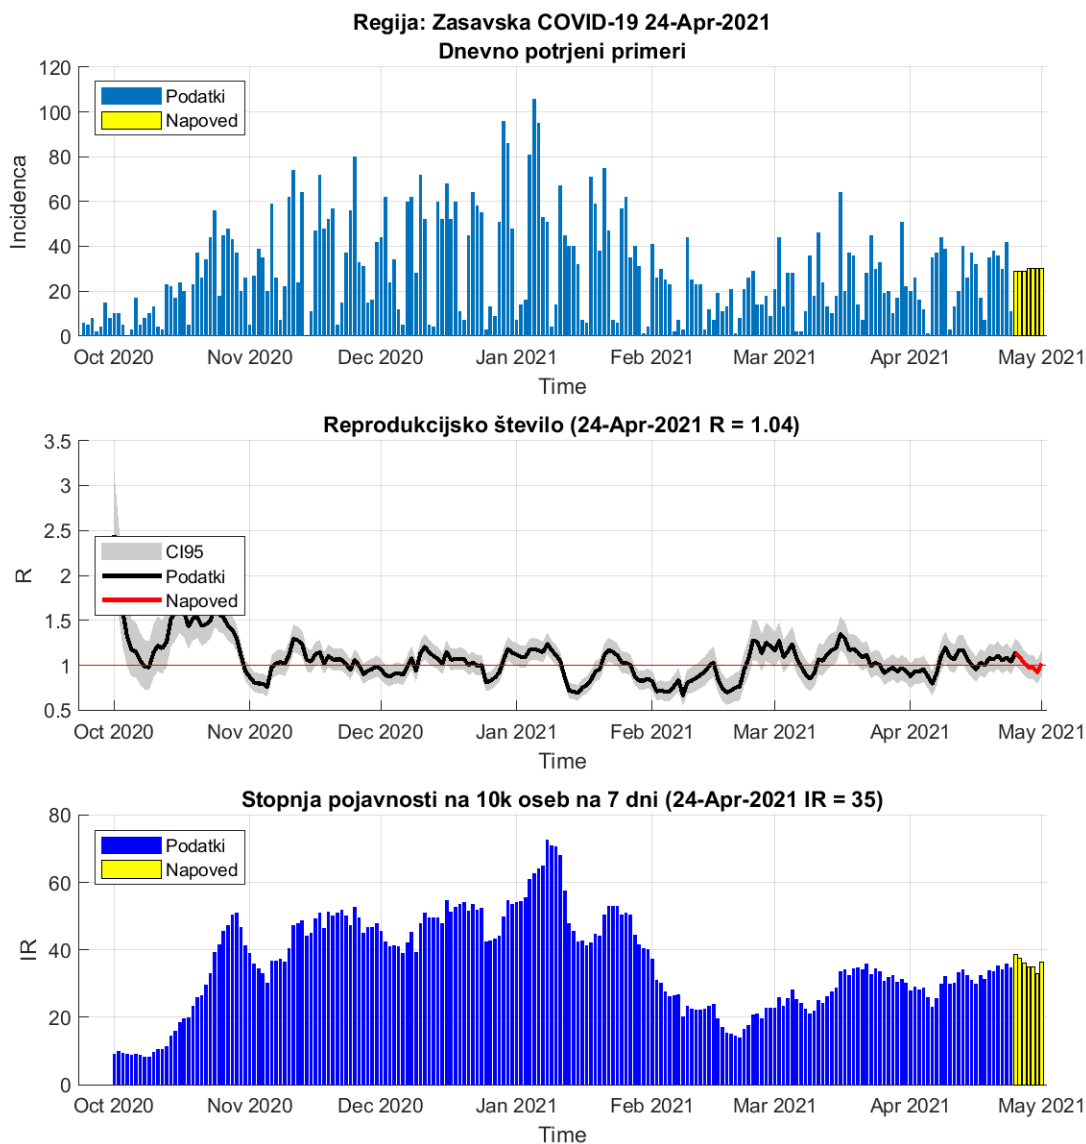 Regija: Zasavska COVID-19 24-Apr-2021
Dnevno potrjeni primeri
120
100
80
60
40
20
0
Incidenca
Podatki
Napoved
Oct 2020 Nov 2020 Dec 2020 Jan 2021 Feb 2021 Mar 2021 Apr 2021 May 2021
Time
Reprodukcijsko število (24-Apr-2021 R = 1.04)
3.5
3
2.5
2
1.5
1
0.5
R
CI95
Podatki
Napoved
Oct 2020 Nov 2020 Dec 2020 Jan 2021 Feb 2021 Mar 2021 Apr 2021 May 2021
Time
Stopnja pojavnosti na 10k oseb na 7 dni (24-Apr-2021 IR = 35)
80
60
40
20
0
IR
Podatki
Napoved
Oct 2020 Nov 2020 Dec 2020 Jan 2021 Feb 2021 Mar 2021 Apr 2021 May 2021
Time